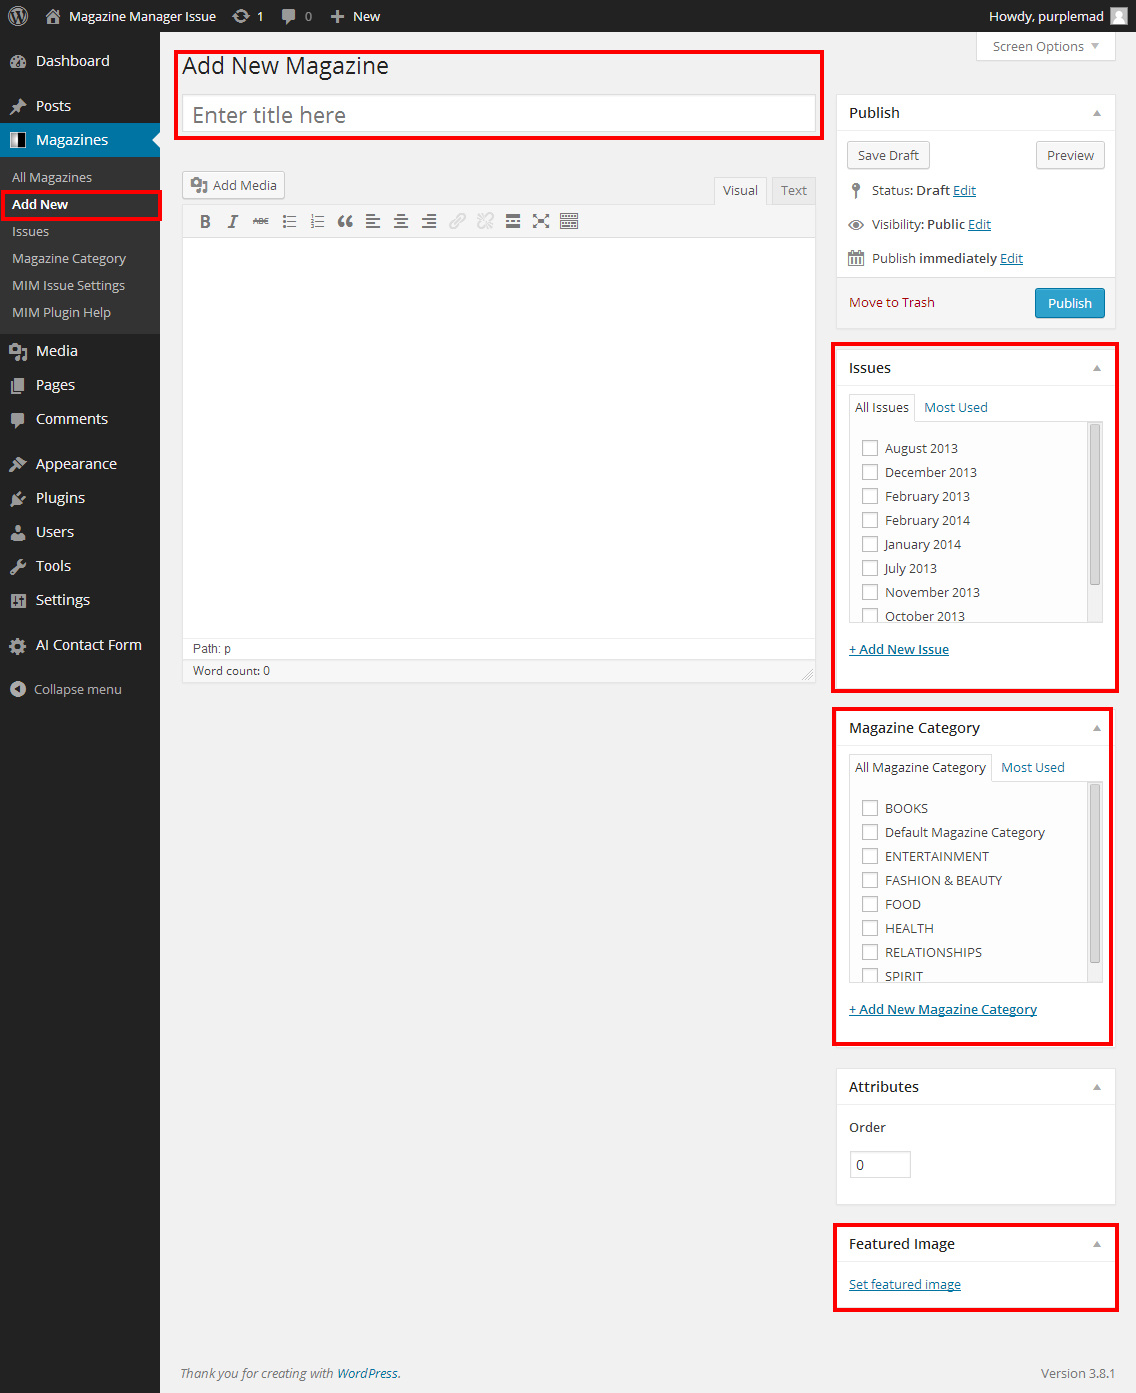 Magazine Manager Issue 1 0 New Howdy, purplemad
Dashboard
Posts
Magazines
All Magazines
Add New
Issues
Magazine Category
MIM Issue Settings
MIM Plugin Help
Media
Pages
Comments
Appearance
Plugins
Users
Tools
Settings
AI Contact Form
Collapse menu
Screen Options
Add New Magazine
Enter title here
Add Media
Visual Text
B I ABC
Path: p
Word count: 0
Publish
Save Draft Preview
Status: Draft Edit
Visibility: Public Edit
Publish immediately Edit
Move to Trash Publish
Issues
All Issues Most Used
August 2013
December 2013
February 2013
February 2014
January 2014
July 2013
November 2013
October 2013
+ Add New Issue
Magazine Category
All Magazine Category Most Used
BOOKS
Default Magazine Category
ENTERTAINMENT
FASHION & BEAUTY
FOOD
HEALTH
RELATIONSHIPS
SPIRIT
+ Add New Magazine Category
Attributes
Order
0
Featured Image
Set featured image
Thank you for creating with WordPress. Version 3.8.1